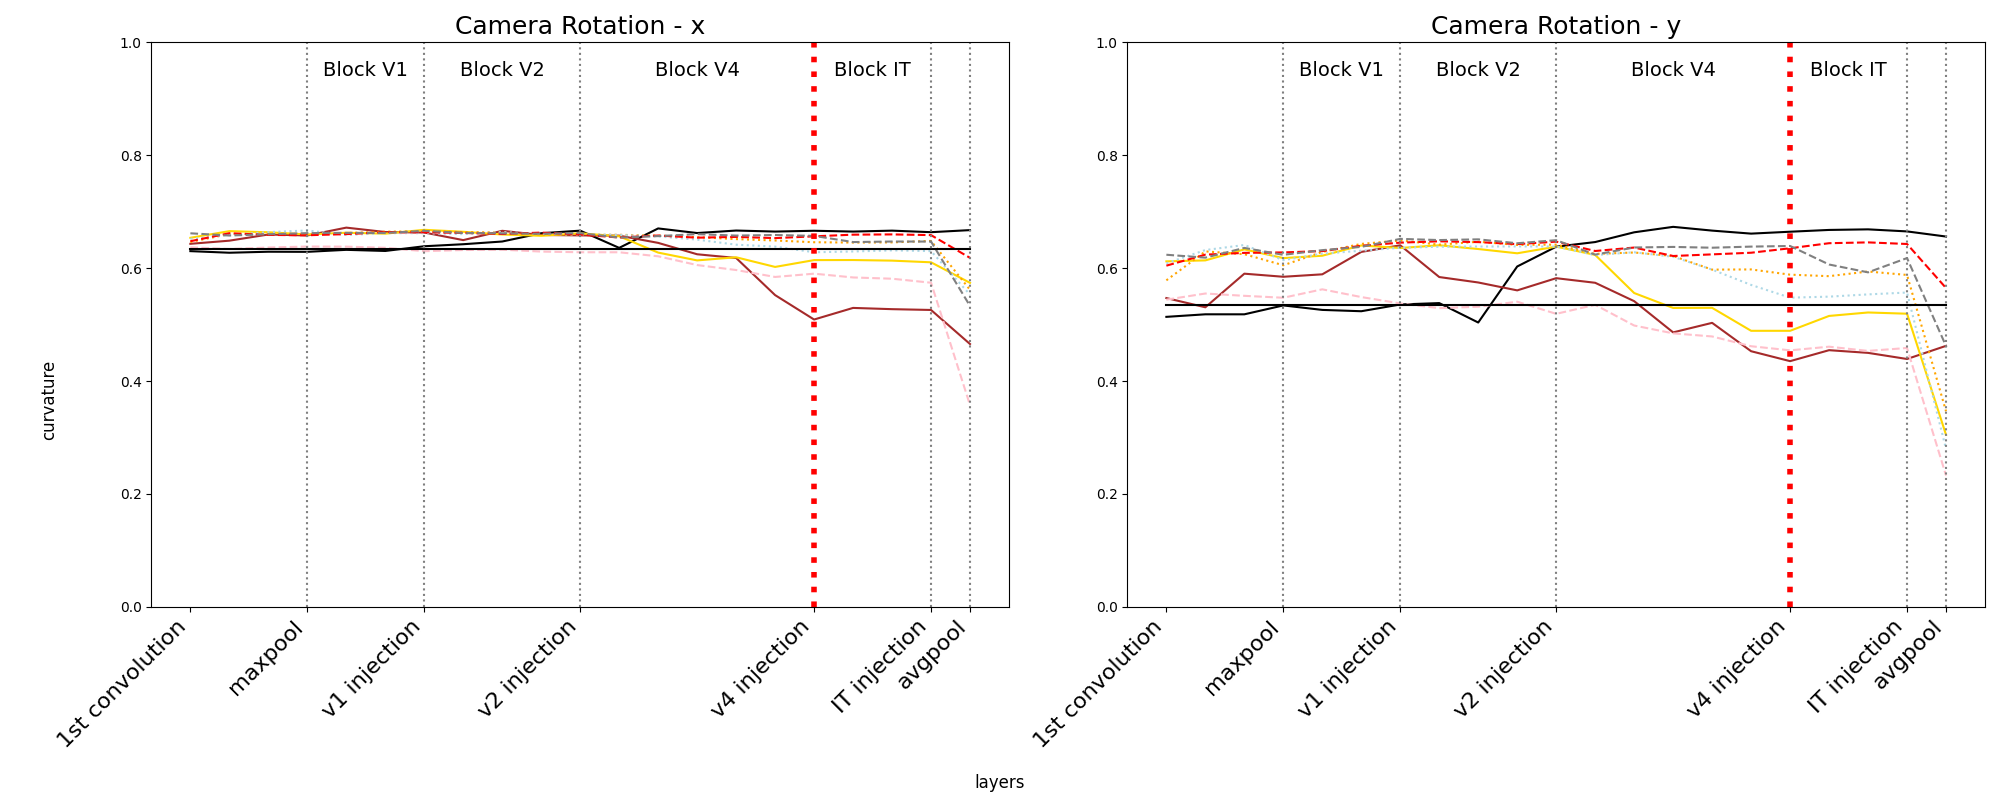 Camera Rotation - x
Camera Rotation - y
1.0
0.8
0.6
0.4
0.2
0.0
Block V1
Block V2
Block V4
Block IT
1.0
0.8
0.6
0.4
0.2
0.0
Block V1
Block V2
Block V4
Block IT
curvature
1st convolution
maxpool
v1 injection
v2 injection
v4 injection
IT injection
avgpool
1st convolution
maxpool
v1 injection
v2 injection
v4 injection
IT injection
avgpool
layers